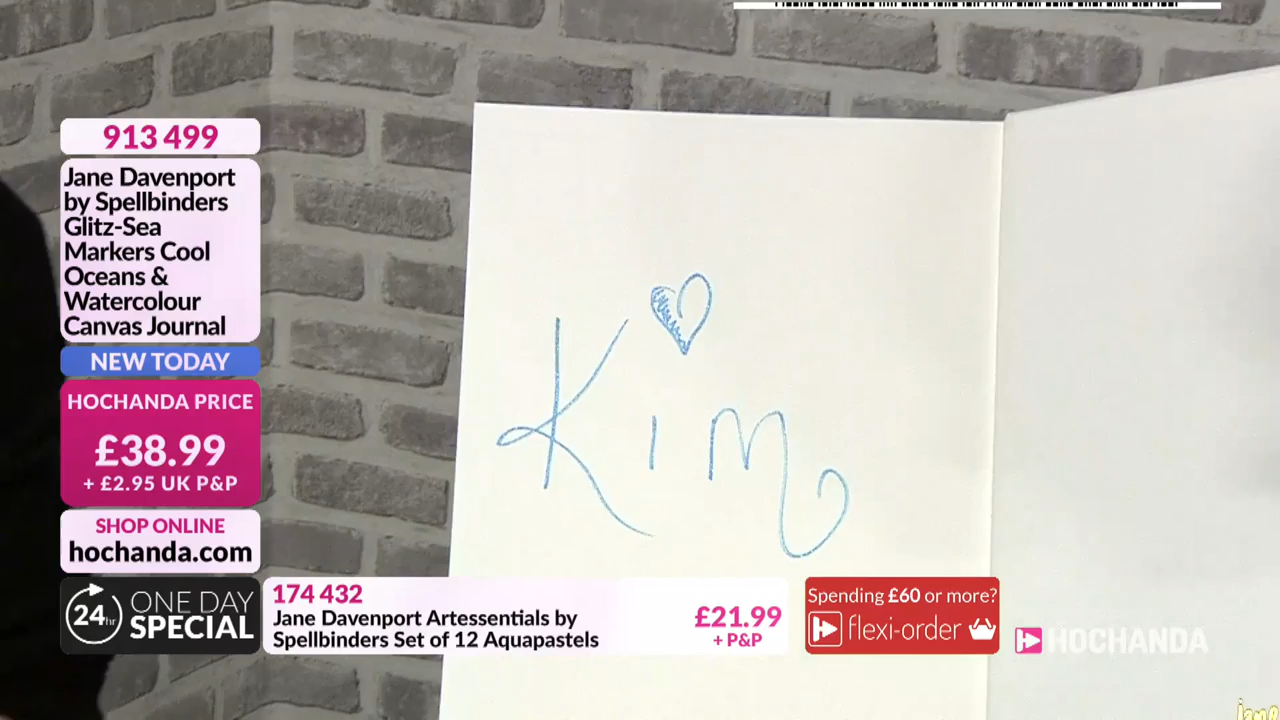 913 499
Jane Davenport
by Spellbinders
Glitz-Sea
Markers Cool
Oceans &
Watercolour
Canvas Journal
NEW TODAY
HOCHANDA PRICE
£38.99
+ £2.95 UK P&P
SHOP ONLINE
hochanda.com
Kim
24hr ONE DAY SPECIAL
174 432
Jane Davenport Artessentials by
Spellbinders Set of 12 Aquapastels
£21.99
+ P&P
Spending £60 or more?
flexi-order
HOCHANDA